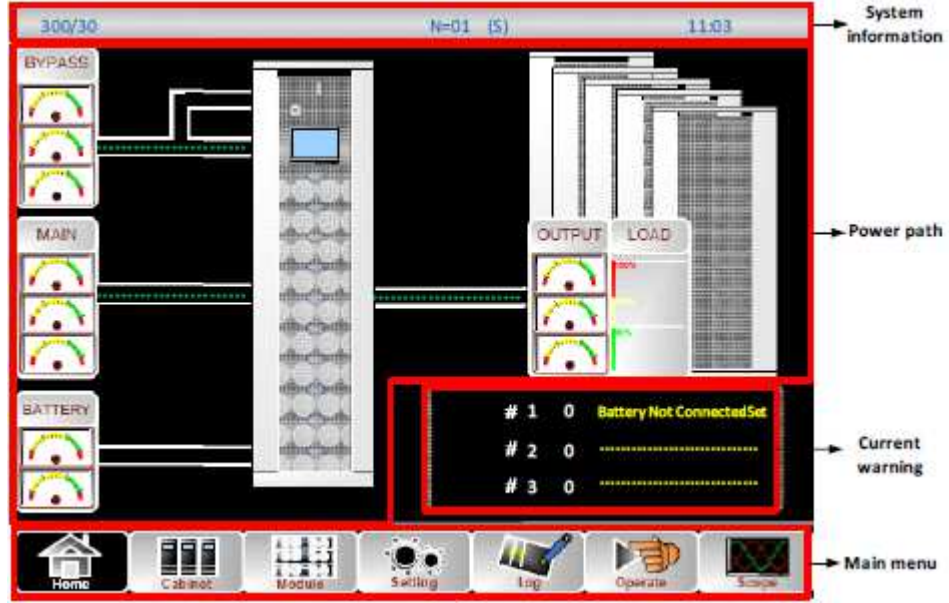 300/30 N=01 (S) 11:03
System information
BYPASS
MAIN
OUTPUT LOAD
Power path
100%
BATTERY
# 1 0 Battery Not ConnectedSet
# 2 0
# 3 0
Current warning
Home Cabinet Module Setting Log Operate Scope
Main menu